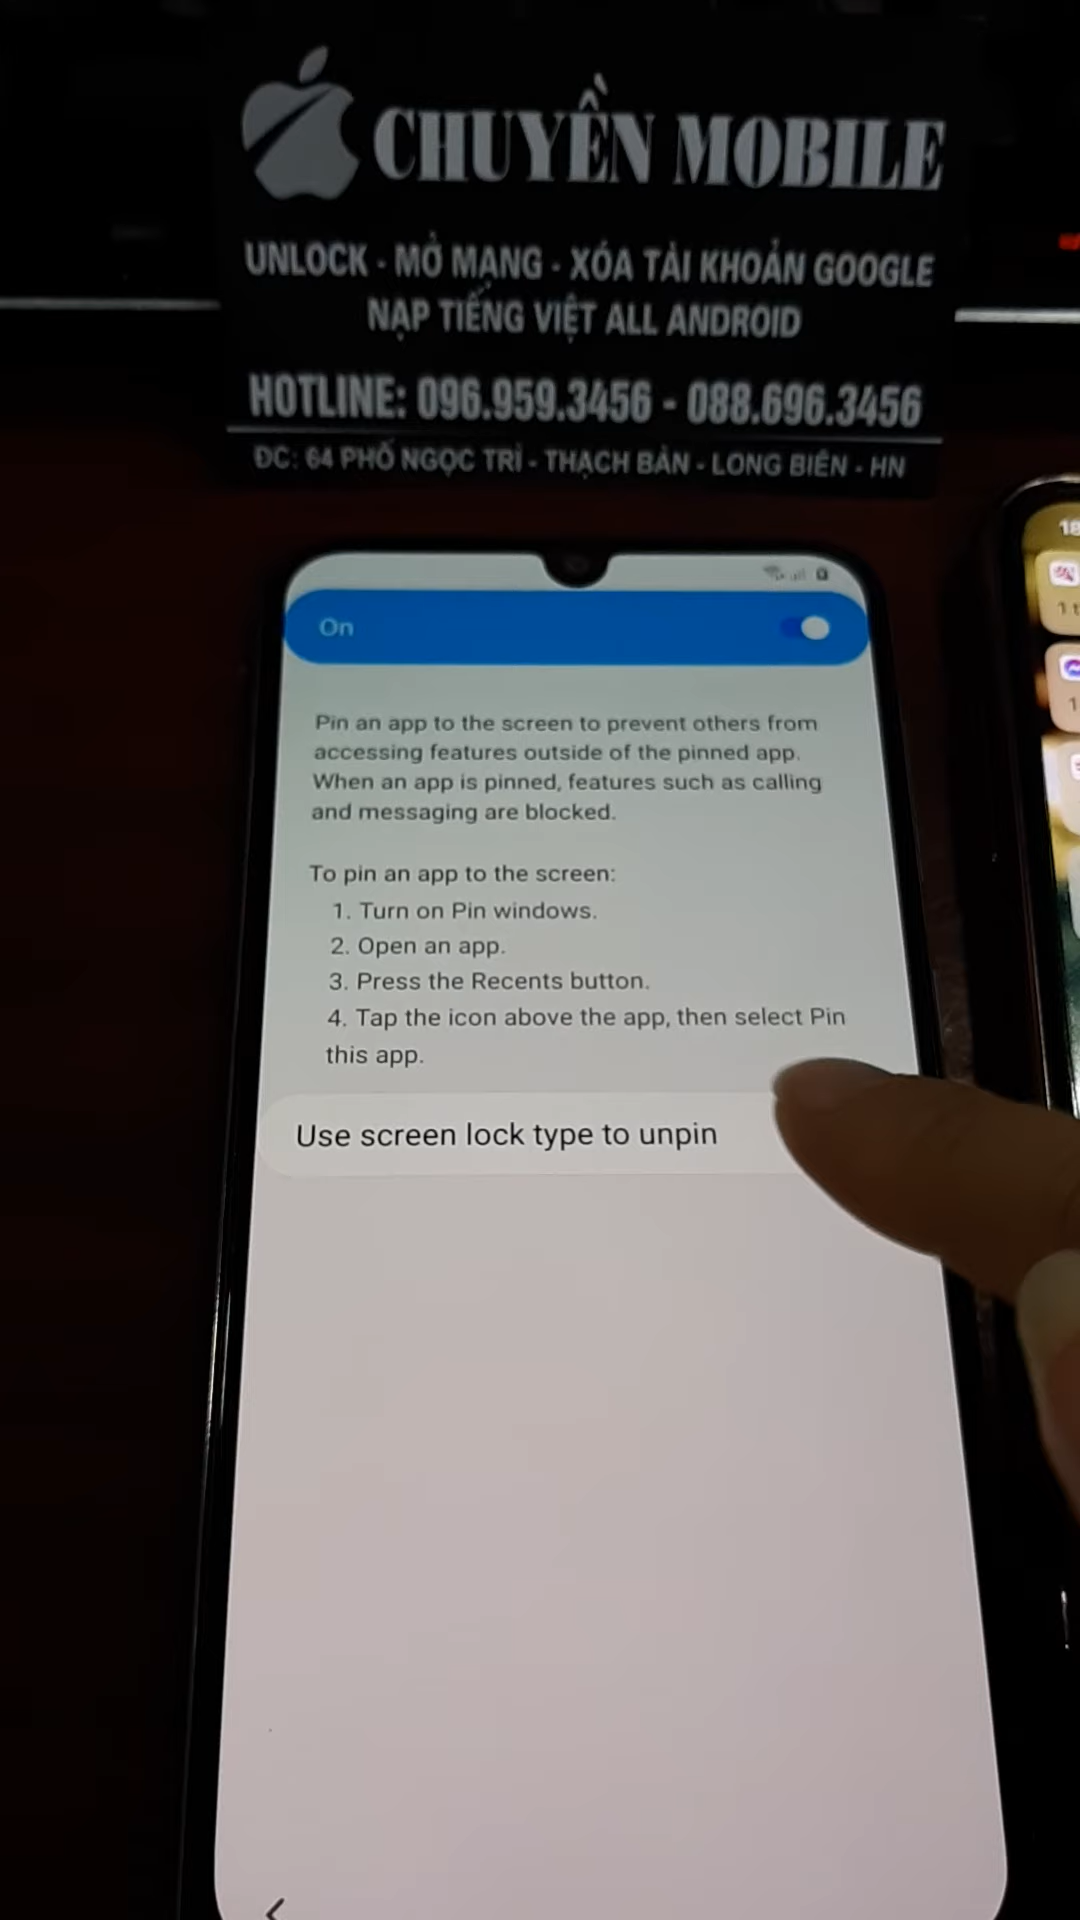 CHUYỀN MOBILE
UNLOCK - MỞ MẠNG - XÓA TÀI KHOẢN GOOGLE
NẠP TIẾNG VIỆT ALL ANDROID
HOTLINE: 096.959.3456 - 088.696.3456
ĐC: 64 PHỐ NGỌC TRÌ - THẠCH BÀN - LONG BIÊN - HN
18
1 t
1
On
Pin an app to the screen to prevent others from
accessing features outside of the pinned app.
When an app is pinned, features such as calling
and messaging are blocked.
To pin an app to the screen:
1. Turn on Pin windows.
2. Open an app.
3. Press the Recents button.
4. Tap the icon above the app, then select Pin
this app.
Use screen lock type to unpin